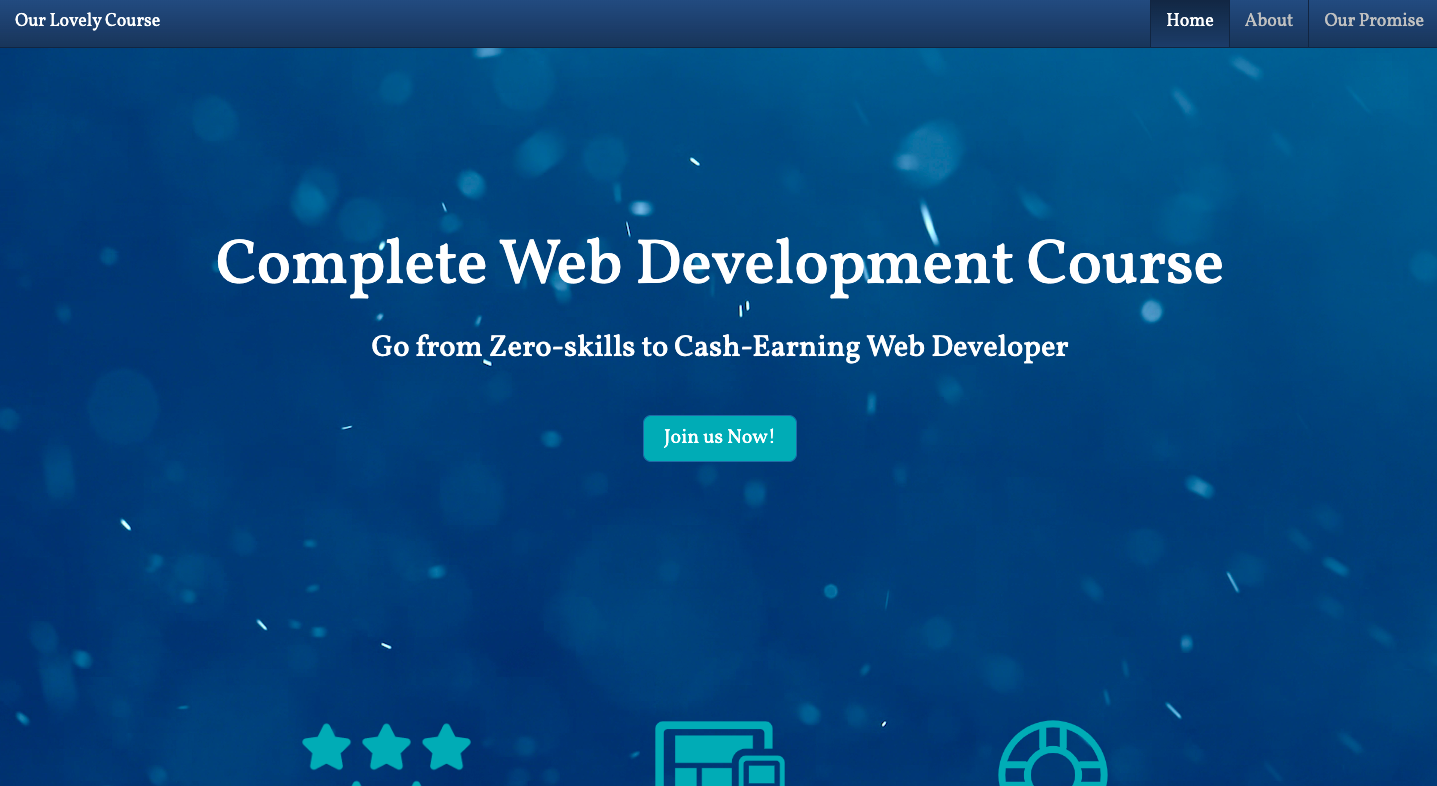 Our Lovely Course
Home About Our Promise
Complete Web Development Course
Go from Zero-skills to Cash-Earning Web Developer
Join us Now!